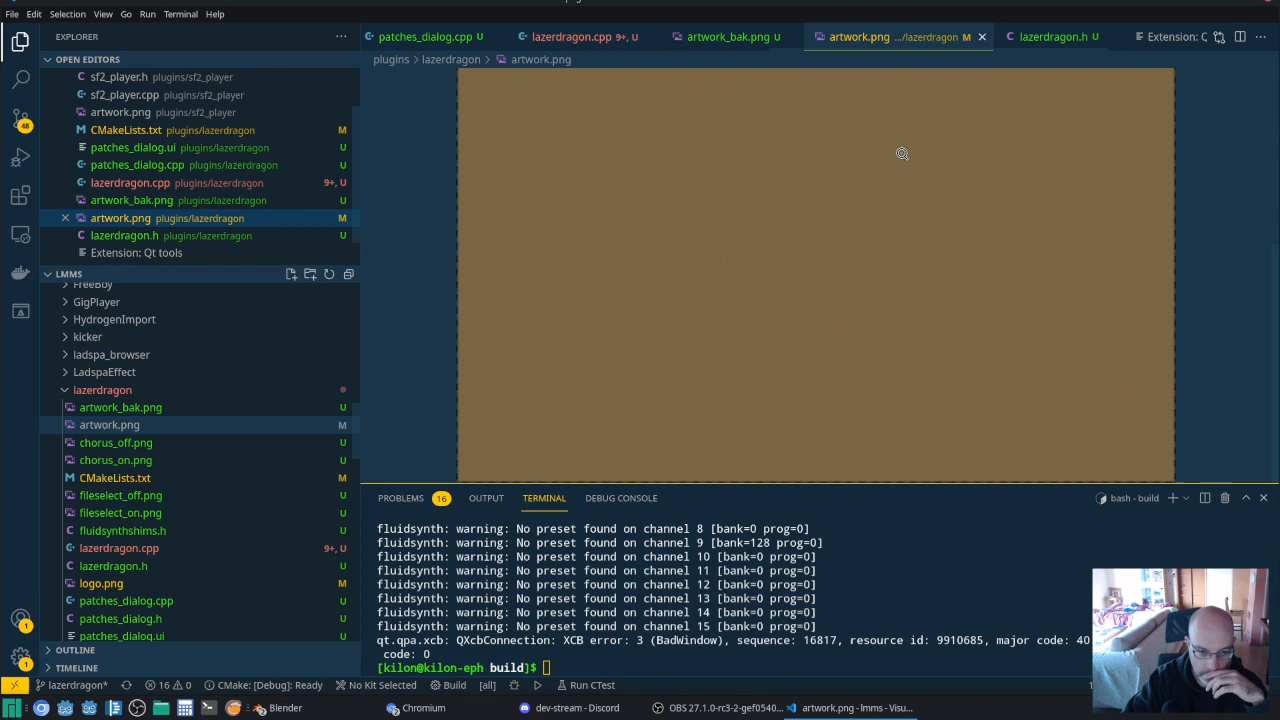 File Edit Selection View Go Run Terminal Help
EXPLORER
patches_dialog.cpp U
lazerdragon.cpp 9+, U
artwork_bak.png U
artwork.png .../lazerdragon M
lazerdragon.h U
Extension: Q
OPEN EDITORS
plugins > lazerdragon > artwork.png
sf2_player.h plugins/sf2_player
sf2_player.cpp plugins/sf2_player
artwork.png plugins/sf2_player
48
CMakeLists.txt plugins/lazerdragon M
patches_dialog.ui plugins/lazerdragon U
patches_dialog.cpp plugins/lazerdragon U
lazerdragon.cpp plugins/lazerdragon 9+, U
artwork_bak.png plugins/lazerdragon U
artwork.png plugins/lazerdragon M
lazerdragon.h plugins/lazerdragon U
Extension: Qt tools
LMMS
FreeBoy
GigPlayer
HydrogenImport
kicker
ladspa_browser
LadspaEffect
lazerdragon
artwork_bak.png U
artwork.png M
chorus_off.png U
chorus_on.png U
CMakeLists.txt M
fileselect_off.png U
fileselect_on.png U
fluidsynthshims.h U
lazerdragon.cpp 9+, U
lazerdragon.h U
logo.png M
patches_dialog.cpp U
patches_dialog.h U
patches_dialog.ui U
OUTLINE
TIMELINE
1
1
PROBLEMS 16 OUTPUT TERMINAL DEBUG CONSOLE
bash - build
fluidsynth: warning: No preset found on channel 8 [bank=0 prog=0]
fluidsynth: warning: No preset found on channel 9 [bank=128 prog=0]
fluidsynth: warning: No preset found on channel 10 [bank=0 prog=0]
fluidsynth: warning: No preset found on channel 11 [bank=0 prog=0]
fluidsynth: warning: No preset found on channel 12 [bank=0 prog=0]
fluidsynth: warning: No preset found on channel 13 [bank=0 prog=0]
fluidsynth: warning: No preset found on channel 14 [bank=0 prog=0]
fluidsynth: warning: No preset found on channel 15 [bank=0 prog=0]
qt.qpa.xcb: QXcbConnection: XCB error: 3 (BadWindow), sequence: 16817, resource id: 9910685, major code: 40
code: 0
[kilon@kilon-eph build]$
lazerdragon* 16 0 CMake: [Debug]: Ready No Kit Selected Build [all] Run CTest
Blender Chromium dev-stream - Discord OBS 27.1.0-rc3-2-gef0540... artwork.png - lmms - Visu...